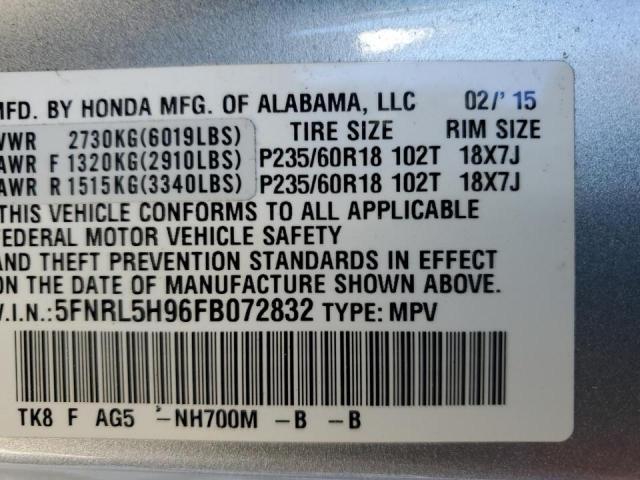 MFD. BY HONDA MFG. OF ALABAMA, LLC 02/'15
VWR 2730KG(6019LBS) TIRE SIZE RIM SIZE
AWR F 1320KG(2910LBS) P235/60R18 102T 18X7J
AWR R 1515KG(3340LBS) P235/60R18 102T 18X7J
THIS VEHICLE CONFORMS TO ALL APPLICABLE
FEDERAL MOTOR VEHICLE SAFETY
AND THEFT PREVENTION STANDARDS IN EFFECT
ON THE DATE OF MANUFACTURE SHOWN ABOVE.
V.I.N.:5FNRL5H96FB072832 TYPE: MPV
TK8 F AG5 -NH700M -B -B